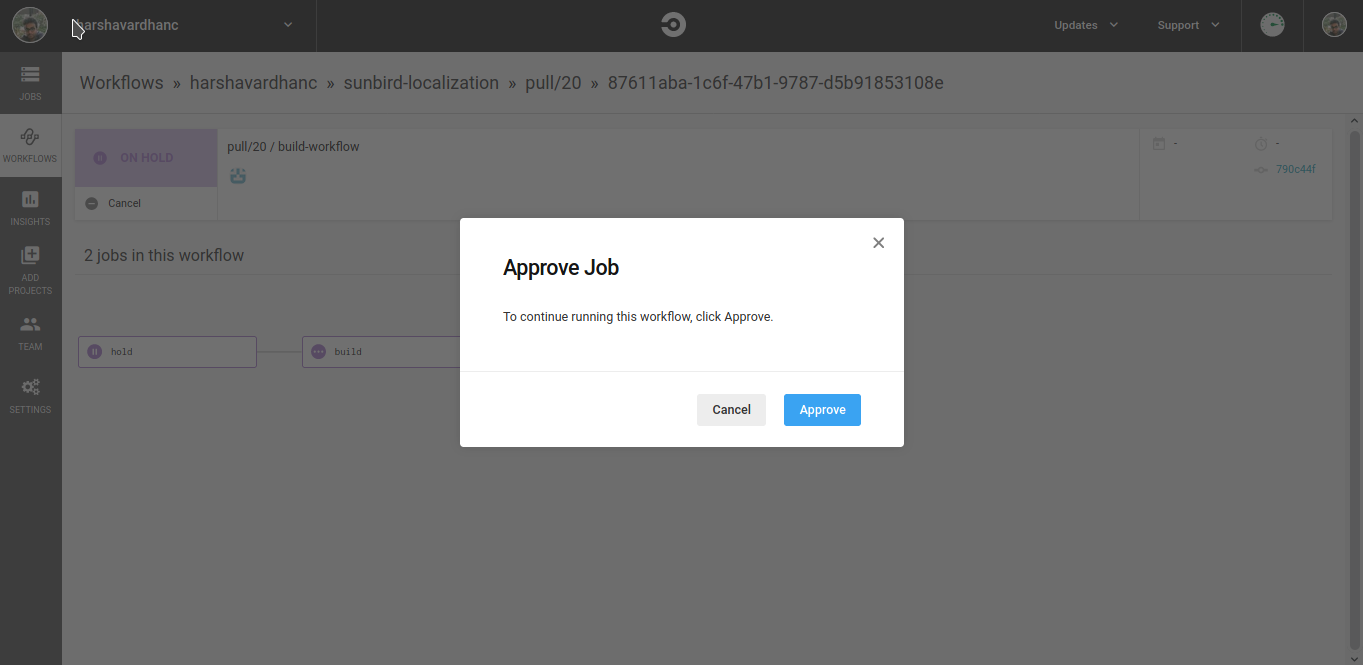 harshavardhanc
Updates
Support
JOBS
WORKFLOWS
INSIGHTS
ADD
PROJECTS
TEAM
SETTINGS
Workflows » harshavardhanc » sunbird-localization » pull/20 » 87611aba-1c6f-47b1-9787-d5b91853108e
ON HOLD
Cancel
pull/20 / build-workflow
-
-
790c44f
2 jobs in this workflow
hold
build
Approve Job
To continue running this workflow, click Approve.
Cancel
Approve